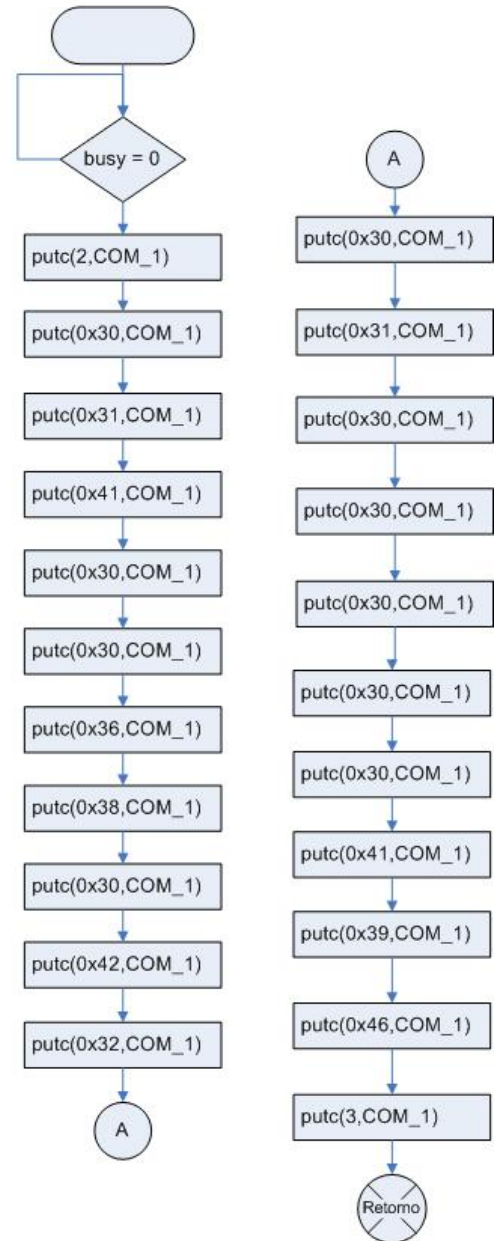 busy = 0
putc(2,COM_1)
putc(0x30,COM_1)
putc(0x31,COM_1)
putc(0x41,COM_1)
putc(0x30,COM_1)
putc(0x30,COM_1)
putc(0x36,COM_1)
putc(0x38,COM_1)
putc(0x30,COM_1)
putc(0x42,COM_1)
putc(0x32,COM_1)
A
A
putc(0x30,COM_1)
putc(0x31,COM_1)
putc(0x30,COM_1)
putc(0x30,COM_1)
putc(0x30,COM_1)
putc(0x30,COM_1)
putc(0x30,COM_1)
putc(0x41,COM_1)
putc(0x39,COM_1)
putc(0x46,COM_1)
putc(3,COM_1)
Retorno